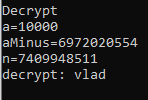 Decrypt
a=10000
aMinus=6972020554
n=7409948511
decrypt: vlad